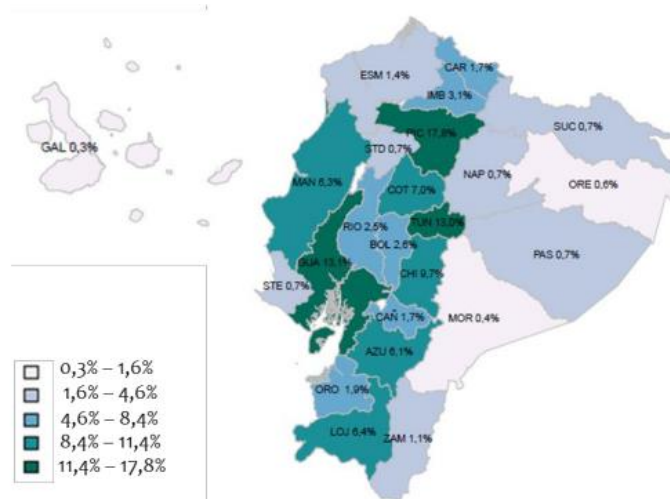 ESM 1,4%
CAR 1,7%
IMB 3,1%
PIC 17,8%
SUC 0,7%
GAL 0,3%
STD 0,7%
NAP 0,7%
ORE 0,6%
MAN 6,3%
COT 7,0%
RIO 2,5%
TUN 13,0%
BOL 2,6%
GUA 13,1%
CHI 9,7%
PAS 0,7%
STE 0,7%
CAÑ 1,7%
MOR 0,4%
AZU 6,1%
ORO 1,9%
LOJ 6,4%
ZAM 1,1%
0,3% – 1,6%
1,6% – 4,6%
4,6% – 8,4%
8,4% – 11,4%
11,4% – 17,8%